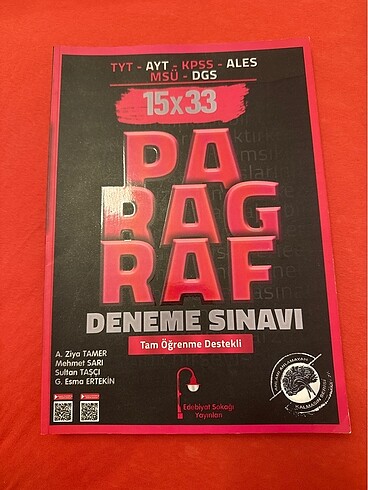 TYT - AYT - KPSS - ALES
MSÜ - DGS
15x33
PA
RAG
RAF
DENEME SINAVI
Tam Öğrenme Destekli
A. Ziya TAMER
Mehmet SARI
Sultan TAŞÇI
G. Esma ERTEKİN
Edebiyat Sokağı
Yayınları